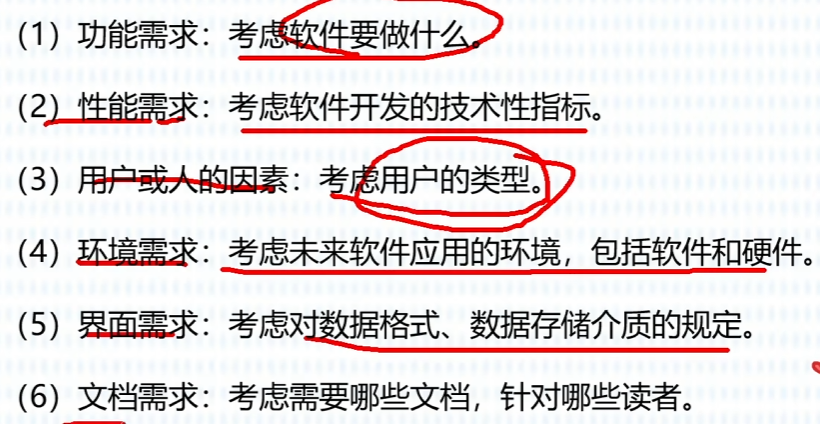 （1）功能需求：考虑软件要做什么。
（2）性能需求：考虑软件开发的技术性指标。
（3）用户或人的因素：考虑用户的类型。
（4）环境需求：考虑未来软件应用的环境，包括软件和硬件。
（5）界面需求：考虑对数据格式、数据存储介质的规定。
（6）文档需求：考虑需要哪些文档，针对哪些读者。